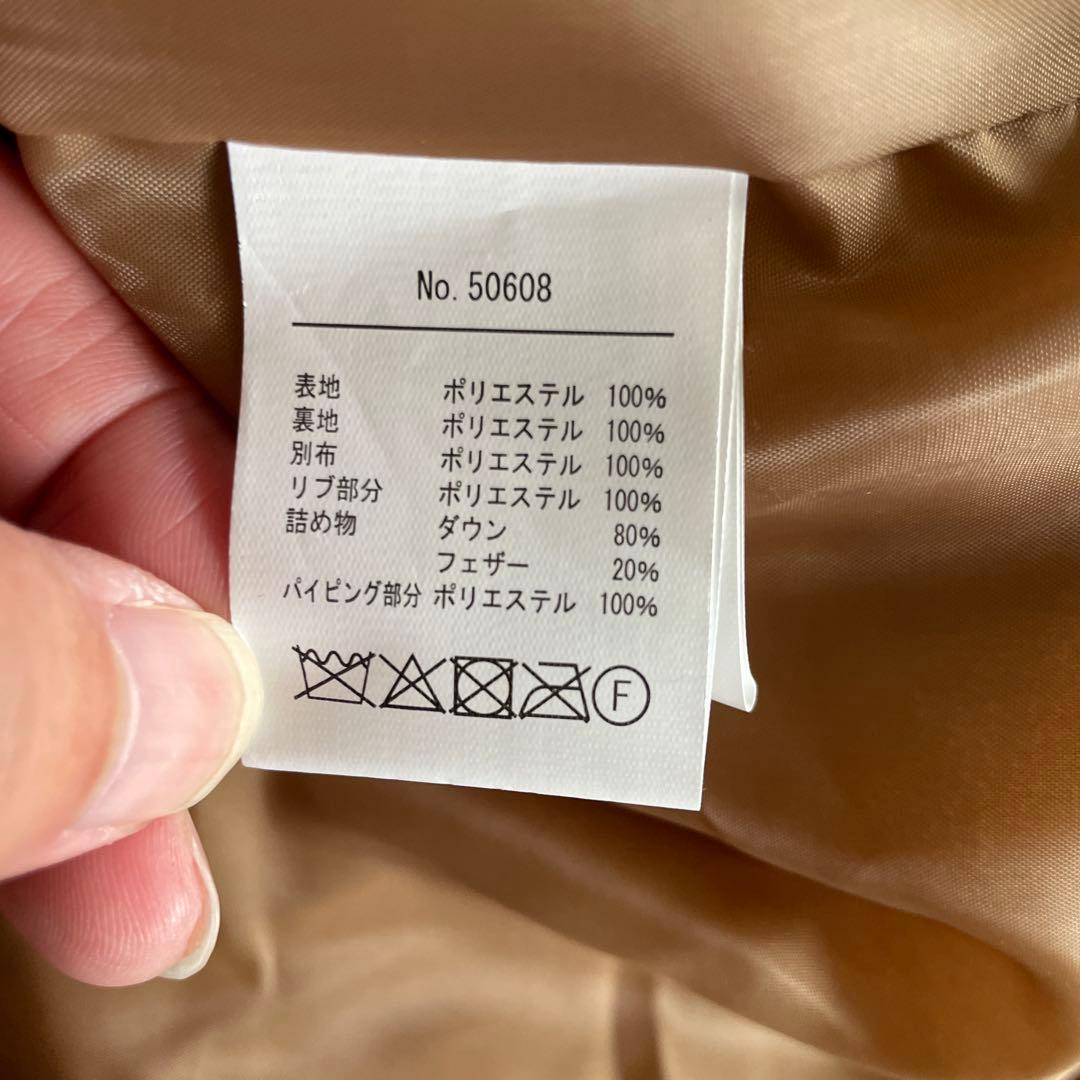 No. 50608
表地 ポリエステル 100%
裏地 ポリエステル 100%
別布 ポリエステル 100%
リブ部分 ポリエステル 100%
詰め物 ダウン 80%
フェザー 20%
パイピング部分 ポリエステル 100%
F